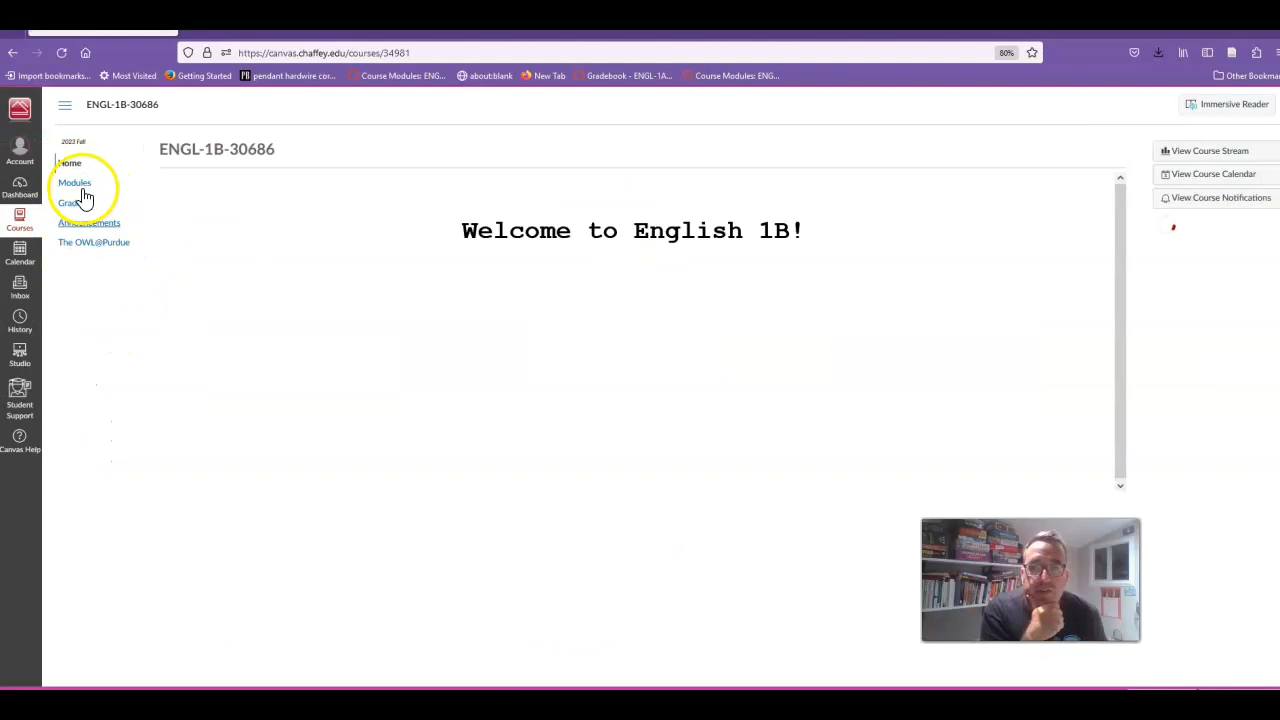 https://canvas.chaffey.edu/courses/34981
80%
Import bookmarks...
Most Visited
Getting Started
pendant hardwire cor...
Course Modules: ENG...
about:blank
New Tab
Gradebook - ENGL-1A...
Course Modules: ENG...
Other Bookma
ENGL-1B-30686
Immersive Reader
Account
Dashboard
Courses
Calendar
Inbox
History
Studio
Student
Support
Canvas Help
2023 Fall
Home
Modules
Grad
Announcements
The OWL@Purdue
ENGL-1B-30686
Welcome to English 1B!
View Course Stream
View Course Calendar
View Course Notifications